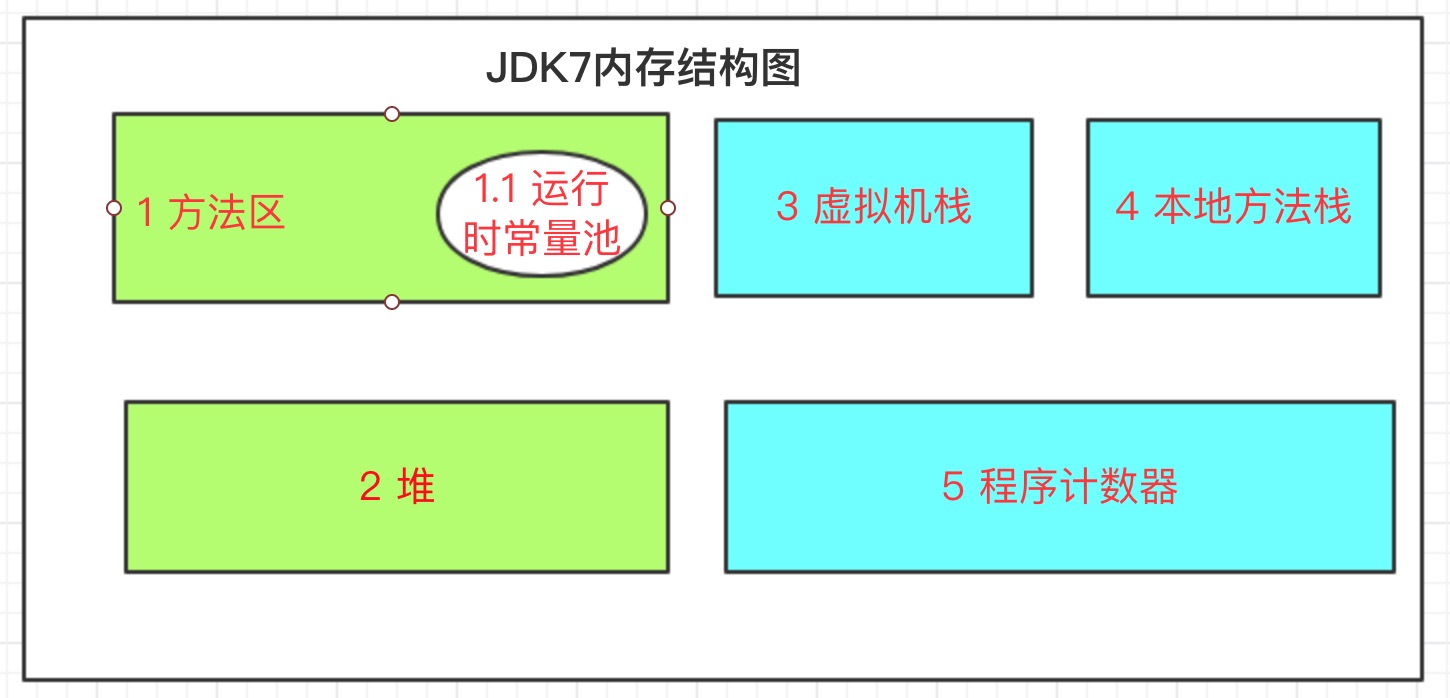 JDK7内存结构图
1 方法区
1.1 运行
时常量池
3 虚拟机栈
4 本地方法栈
2 堆
5 程序计数器